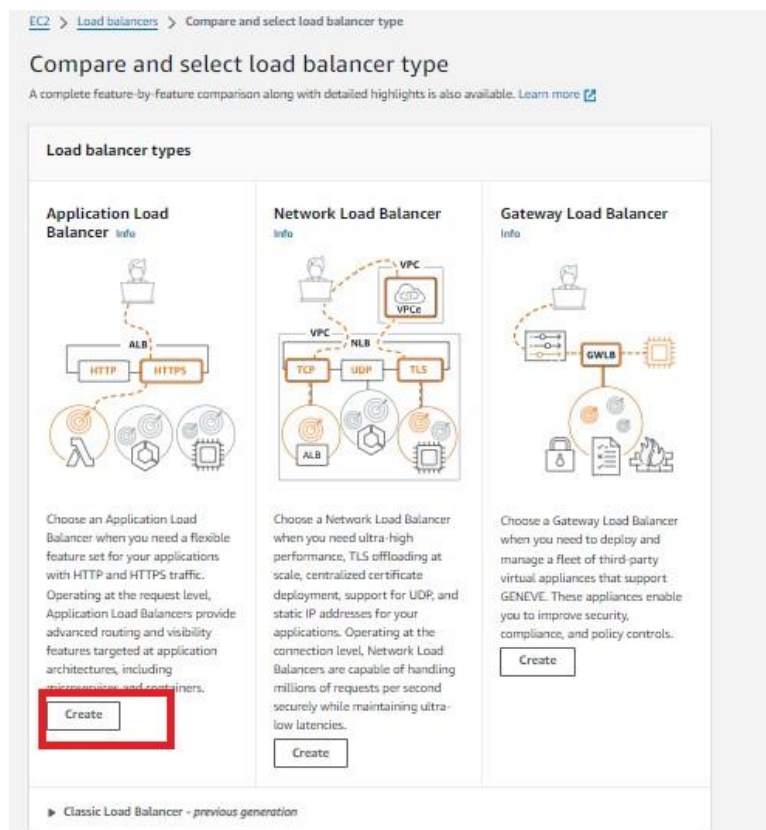 EC2 > Load balancers > Compare and select load balancer type
Compare and select load balancer type
A complete feature-by-feature comparison along with detailed highlights is also available. Learn more
Load balancer types
Application Load
Balancer Info
ALB
HTTP
HTTPS
Choose an Application Load
Balancer when you need a flexible
feature set for your applications
with HTTP and HTTPS traffic.
Operating at the request level,
Application Load Balancers provide
advanced routing and visibility
features targeted at application
architectures, including
microservices and containers.
Create
Network Load Balancer
Info
VPC
VPCe
VPC
NLB
TCP
UDP
TLS
ALB
Choose a Network Load Balancer
when you need ultra-high
performance, TLS offloading at
scale, centralized certificate
deployment, support for UDP, and
static IP addresses for your
applications. Operating at the
connection level, Network Load
Balancers are capable of handling
millions of requests per second
securely while maintaining ultra-
low latencies.
Create
Gateway Load Balancer
Info
GWLB
Choose a Gateway Load Balancer
when you need to deploy and
manage a fleet of third-party
virtual appliances that support
GENEVE. These appliances enable
you to improve security,
compliance, and policy controls.
Create
Classic Load Balancer - previous generation